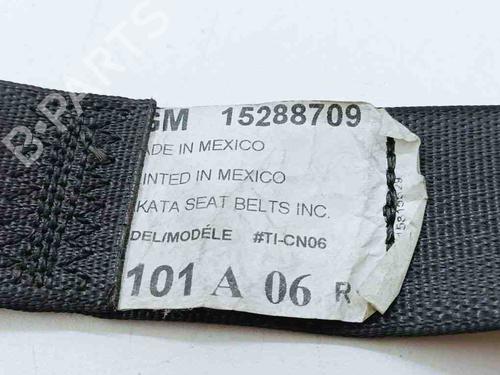 B-PARTS
GM 15288709
ADE IN MEXICO
INTED IN MEXICO
KATA SEAT BELTS INC.
DEL/MODÉLE #TI-CN06
101 A 06 R